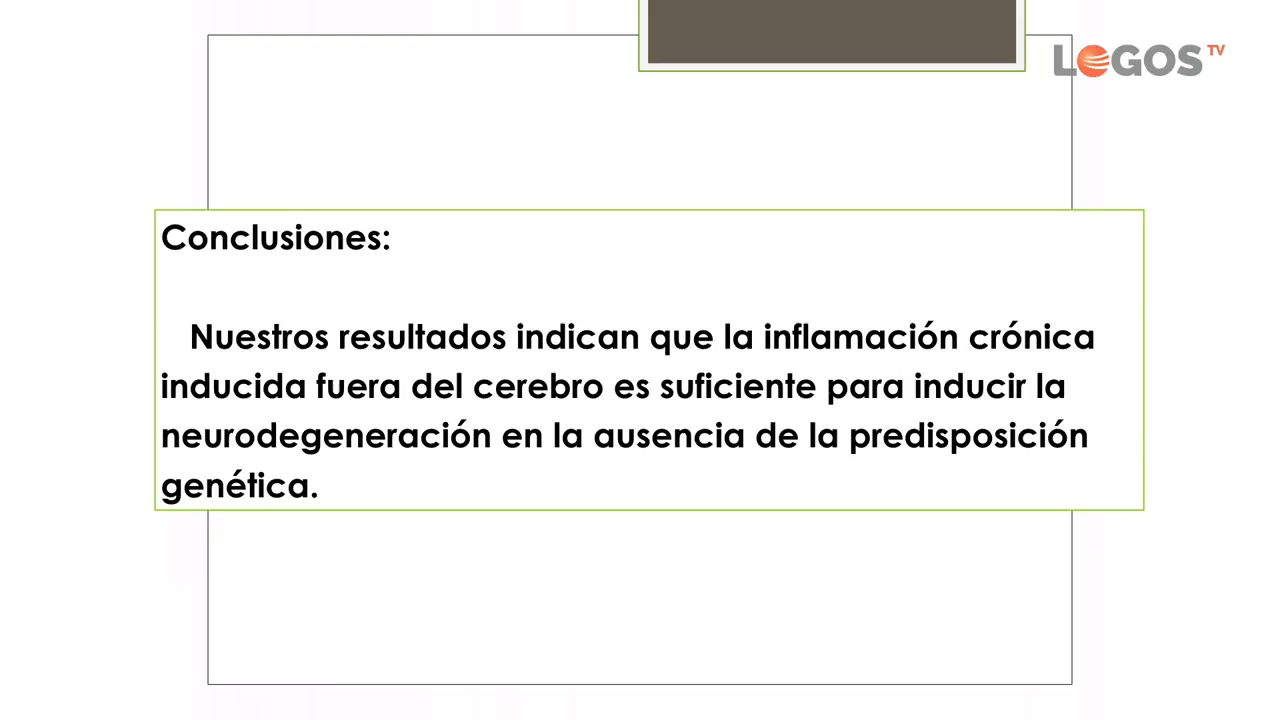 LOGOS TV
Conclusiones:
Nuestros resultados indican que la inflamación crónica
inducida fuera del cerebro es suficiente para inducir la
neurodegeneración en la ausencia de la predisposición
genética.